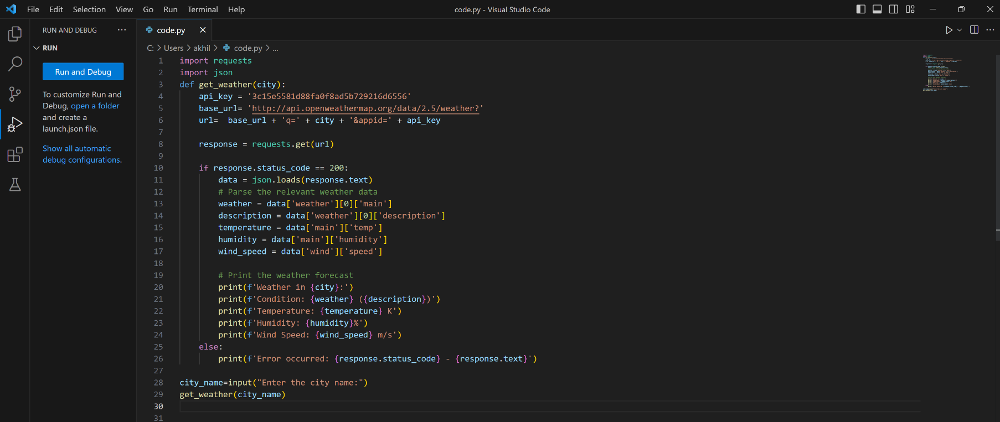 File Edit Selection View Go Run Terminal Help
code.py - Visual Studio Code
RUN AND DEBUG ...
RUN
Run and Debug
To customize Run and
Debug, open a folder
and create a
launch.json file.
Show all automatic
debug configurations.
code.py
C: > Users > akhil > code.py > ...
1 import requests
2 import json
3 def get_weather(city):
4     api_key = '3c15e5581d88fa0f8ad5b729216d6556'
5     base_url= 'http://api.openweathermap.org/data/2.5/weather?'
6     url=  base_url + 'q=' + city + '&appid=' + api_key
7
8     response = requests.get(url)
9
10     if response.status_code == 200:
11         data = json.loads(response.text)
12         # Parse the relevant weather data
13         weather = data['weather'][0]['main']
14         description = data['weather'][0]['description']
15         temperature = data['main']['temp']
16         humidity = data['main']['humidity']
17         wind_speed = data['wind']['speed']
18
19         # Print the weather forecast
20         print(f'Weather in {city}:')
21         print(f'Condition: {weather} ({description})')
22         print(f'Temperature: {temperature} K')
23         print(f'Humidity: {humidity}%')
24         print(f'Wind Speed: {wind_speed} m/s')
25     else:
26         print(f'Error occurred: {response.status_code} - {response.text}')
27
28 city_name=input("Enter the city name:")
29 get_weather(city_name)
30
31